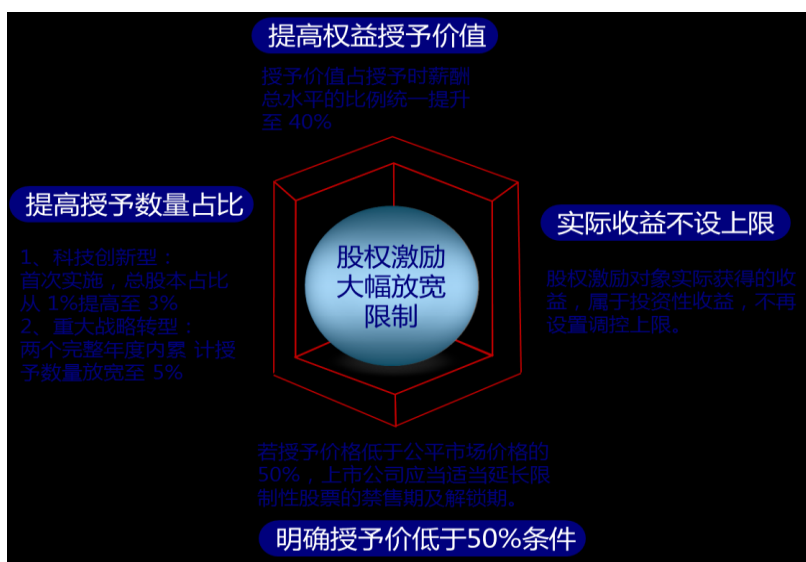 提高权益授予价值
授予价值占授予时薪酬
总水平的比例统一提升
至 40%
提高授予数量占比
1、科技创新型：
首次实施，总股本占比
从 1%提高至 3%
2、重大战略转型：
两个完整年度内累 计授
予数量放宽至 5%
股权激励
大幅放宽
限制
实际收益不设上限
股权激励对象实际获得的收
益，属于投资性收益，不再
设置调控上限。
若授予价格低于公平市场价格的
50%，上市公司应当适当延长限
制性股票的禁售期及解锁期。
明确授予价低于50%条件